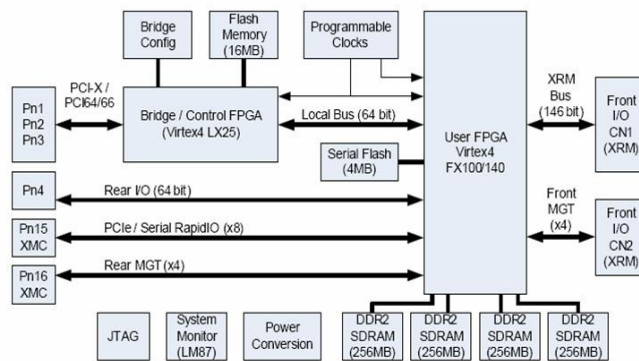 Bridge
Config
Flash
Memory
(16MB)
Programmable
Clocks
PCI-X /
PCI64/66
Pn1
Pn2
Pn3
Bridge / Control FPGA
(Virtex4 LX25)
Local Bus (64 bit)
User FPGA
Virtex4
FX100/140
XRM
Bus
(146 bit)
Front
I/O
CN1
(XRM)
Serial Flash
(4MB)
Pn4
Rear I/O (64 bit)
Pn15
XMC
PCIe / Serial RapidIO (x8)
Front
MGT
(x4)
Front
I/O
CN2
(XRM)
Pn16
XMC
Rear MGT (x4)
JTAG
System
Monitor
(LM87)
Power
Conversion
DDR2
SDRAM
(256MB)
DDR2
SDRAM
(256MB)
DDR2
SDRAM
(256MB)
DDR2
SDRAM
(256MB)